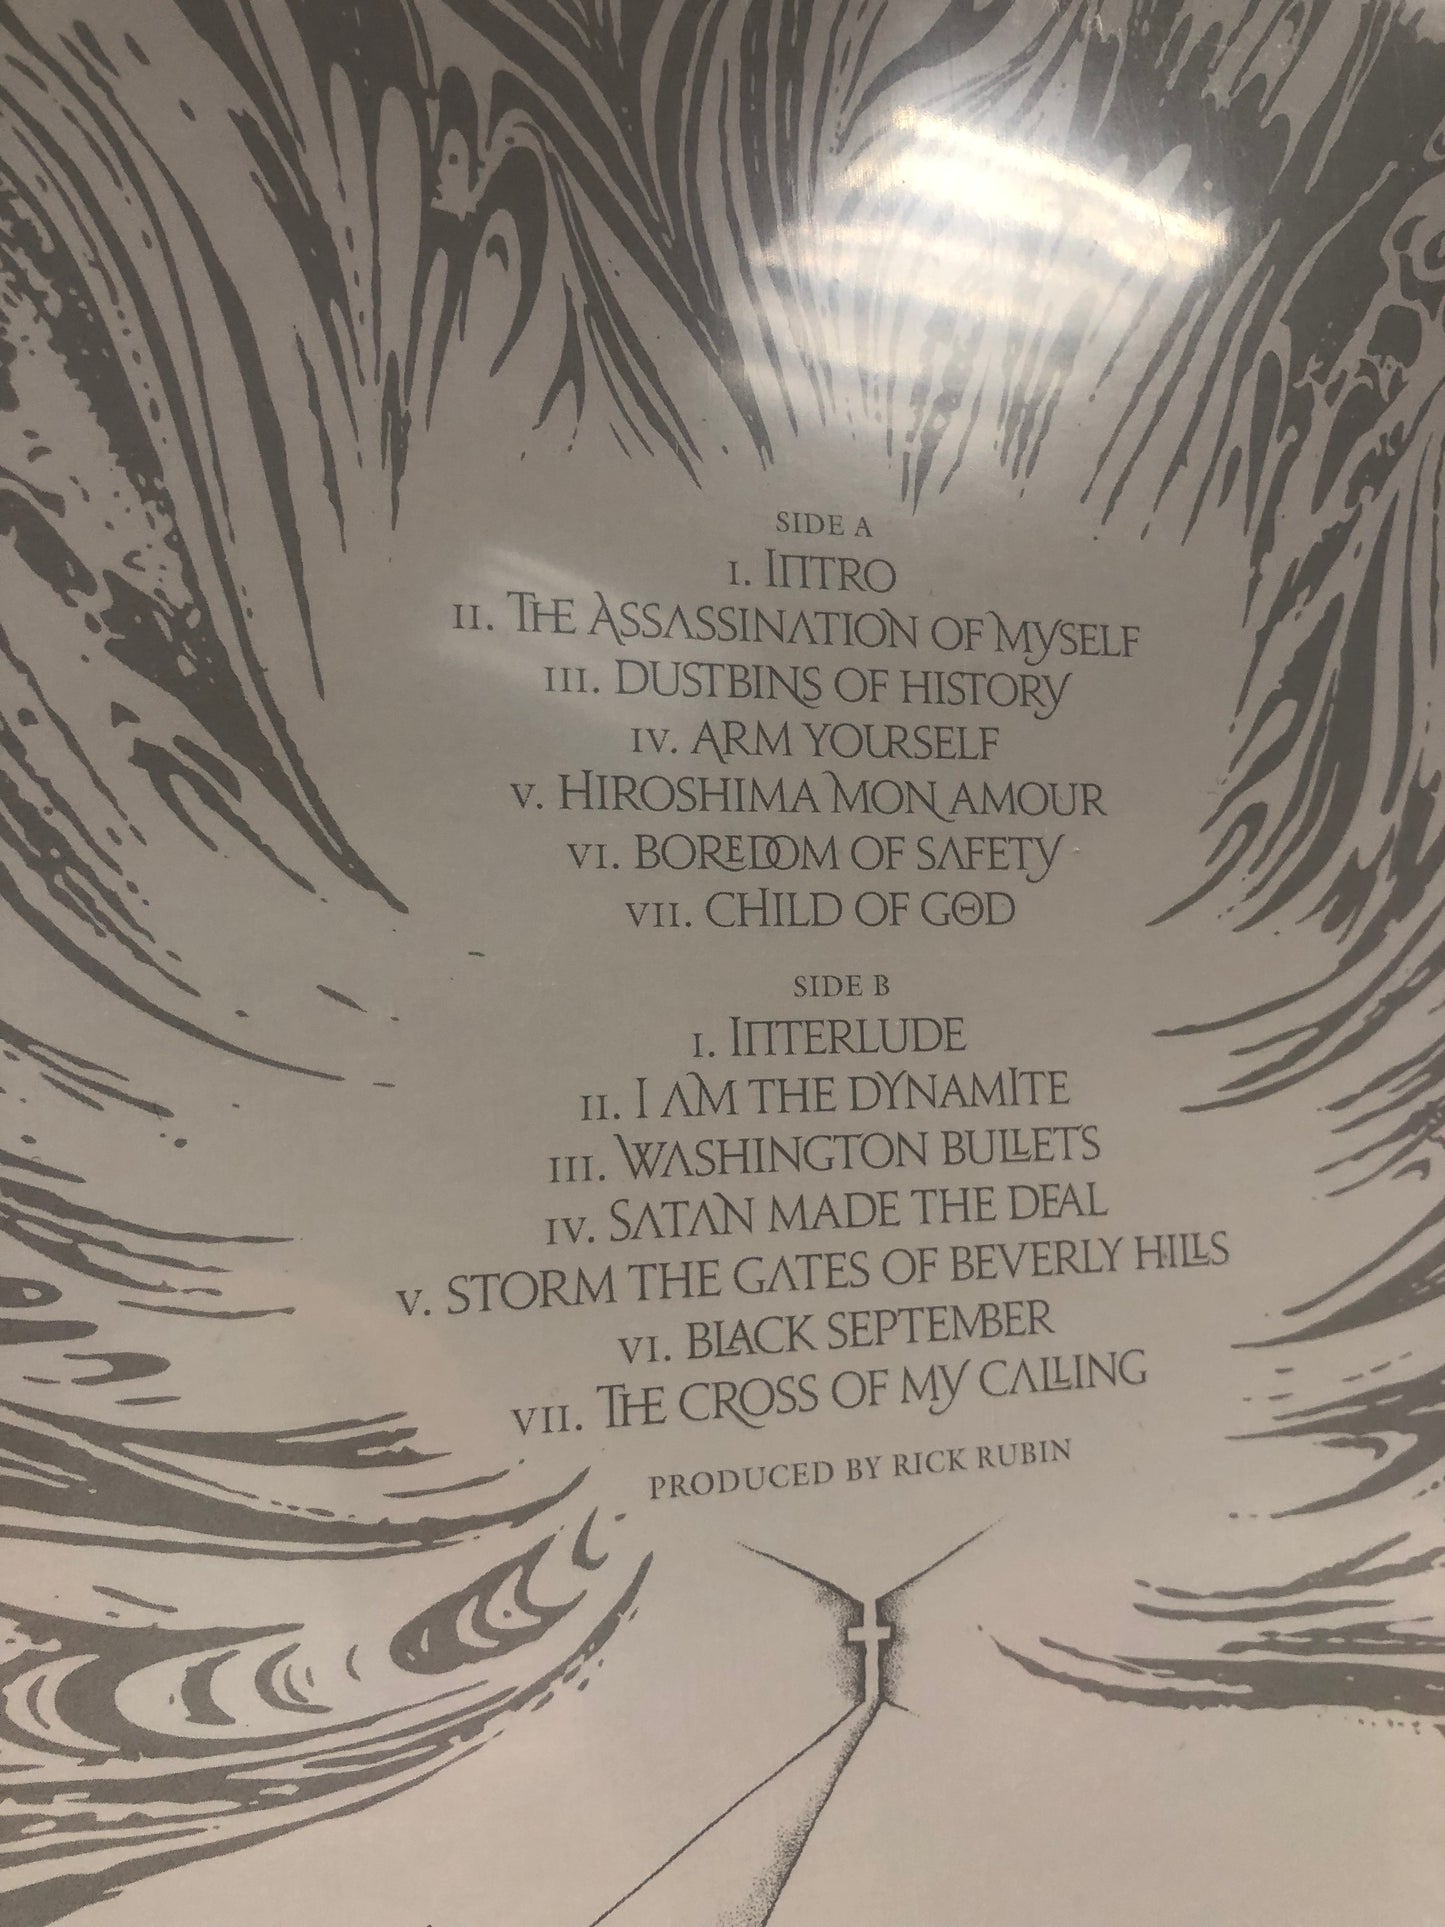 SIDE A
I. INTRO
II. THE ASSASSINATION OF MYSELF
III. DUSTBINS OF HISTORY
IV. ARM YOURSELF
V. HIROSHIMA MON AMOUR
VI. BOREDOM OF SAFETY
VII. CHILD OF GOD
SIDE B
I. INTERLUDE
II. I AM THE DYNAMITE
III. WASHINGTON BULLETS
IV. SATAN MADE THE DEAL
V. STORM THE GATES OF BEVERLY HILLS
VI. BLACK SEPTEMBER
VII. THE CROSS OF MY CALLING
PRODUCED BY RICK RUBIN